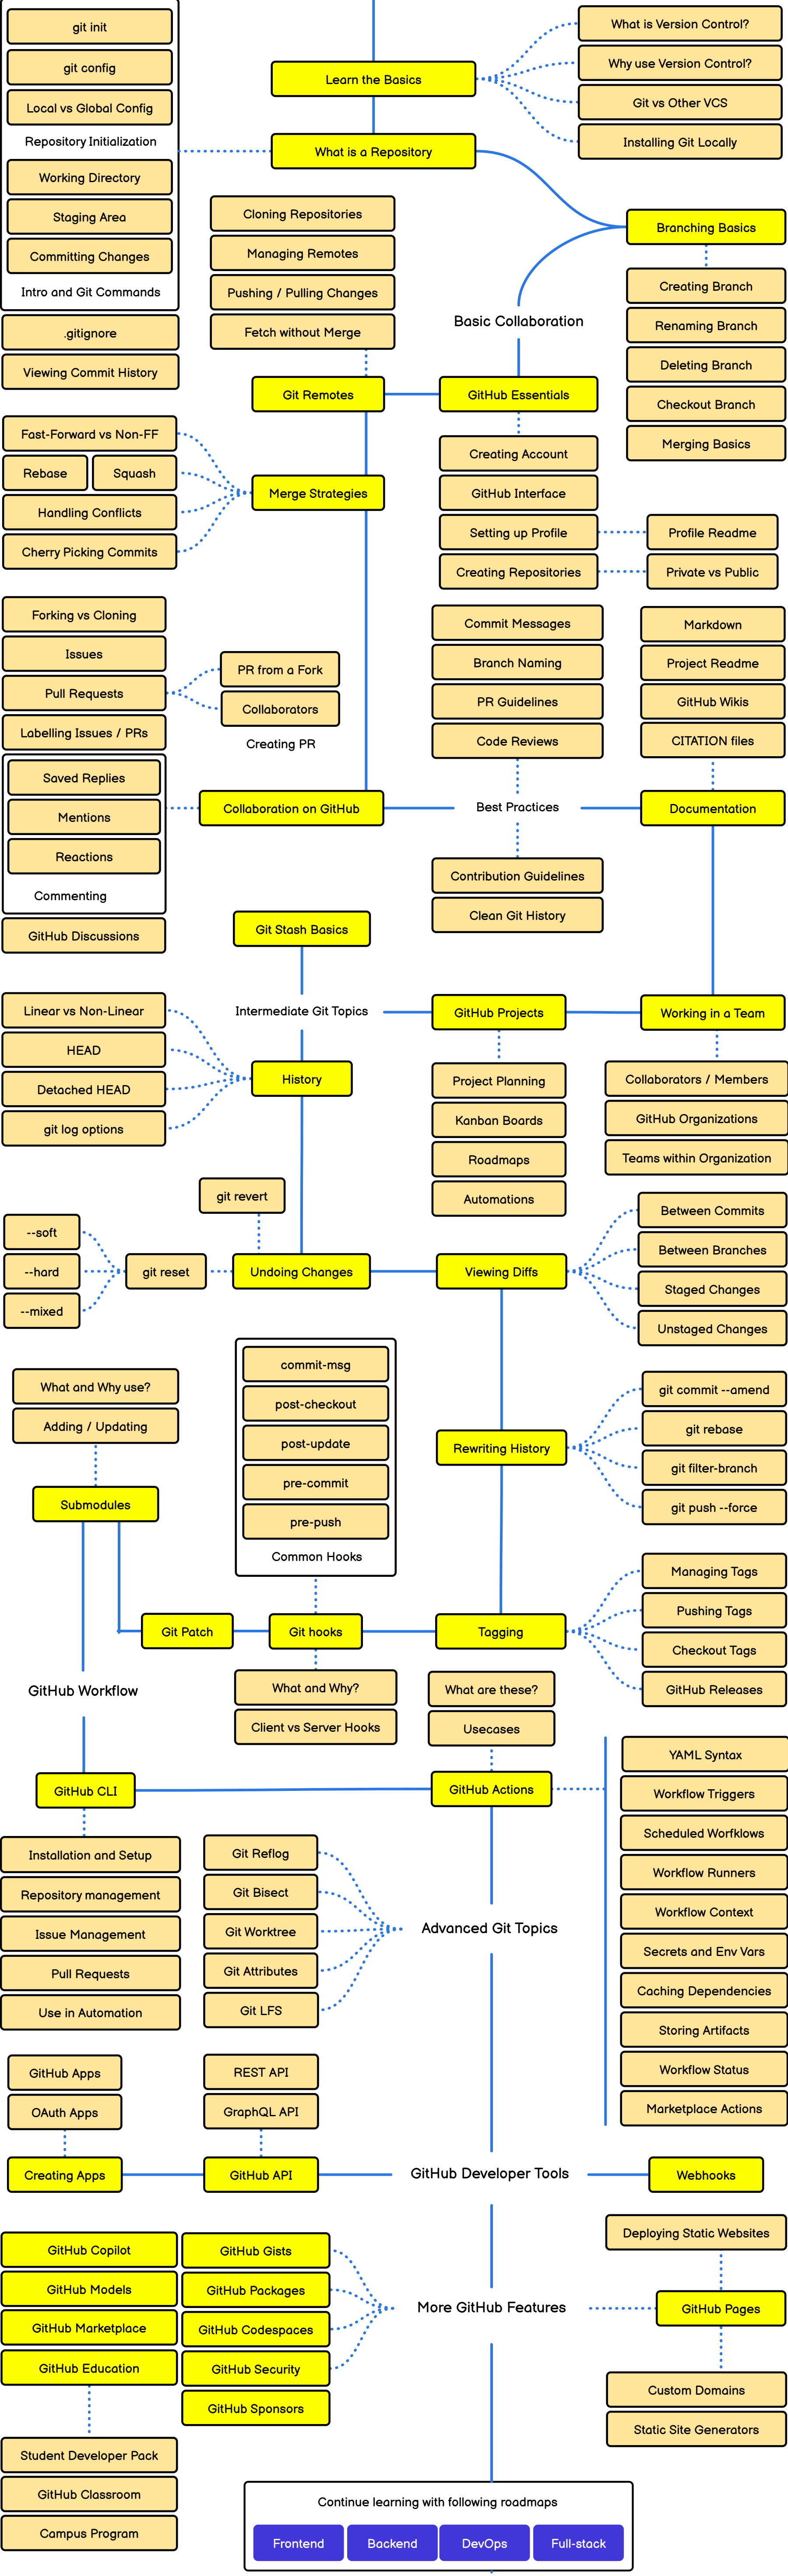 Learn the Basics
What is Version Control?
Why use Version Control?
Git vs Other VCS
Installing Git Locally
What is a Repository
git init
git config
Local vs Global Config
Repository Initialization
Working Directory
Staging Area
Committing Changes
Intro and Git Commands
.gitignore
Viewing Commit History
Branching Basics
Creating Branch
Renaming Branch
Deleting Branch
Checkout Branch
Merging Basics
Basic Collaboration
GitHub Essentials
Creating Account
GitHub Interface
Setting up Profile
Profile Readme
Creating Repositories
Private vs Public
Cloning Repositories
Managing Remotes
Pushing / Pulling Changes
Fetch without Merge
Git Remotes
Merge Strategies
Fast-Forward vs Non-FF
Rebase
Squash
Handling Conflicts
Cherry Picking Commits
Forking vs Cloning
Issues
Pull Requests
PR from a Fork
Collaborators
Creating PR
Labelling Issues / PRs
Saved Replies
Mentions
Reactions
Commenting
GitHub Discussions
Collaboration on GitHub
Commit Messages
Branch Naming
PR Guidelines
Code Reviews
Best Practices
Contribution Guidelines
Clean Git History
Markdown
Project Readme
GitHub Wikis
CITATION files
Documentation
Working in a Team
Collaborators / Members
GitHub Organizations
Teams within Organization
GitHub Projects
Project Planning
Kanban Boards
Roadmaps
Automations
Git Stash Basics
Intermediate Git Topics
History
Linear vs Non-Linear
HEAD
Detached HEAD
git log options
git revert
Undoing Changes
git reset
--soft
--hard
--mixed
Viewing Diffs
Between Commits
Between Branches
Staged Changes
Unstaged Changes
Rewriting History
git commit --amend
git rebase
git filter-branch
git push --force
Tagging
Managing Tags
Pushing Tags
Checkout Tags
GitHub Releases
commit-msg
post-checkout
post-update
pre-commit
pre-push
Common Hooks
Git hooks
What and Why?
Client vs Server Hooks
Git Patch
What and Why use?
Adding / Updating
Submodules
GitHub Workflow
GitHub CLI
Installation and Setup
Repository management
Issue Management
Pull Requests
Use in Automation
What are these?
Usecases
GitHub Actions
YAML Syntax
Workflow Triggers
Scheduled Worfklows
Workflow Runners
Workflow Context
Secrets and Env Vars
Caching Dependencies
Storing Artifacts
Workflow Status
Marketplace Actions
Advanced Git Topics
Git Reflog
Git Bisect
Git Worktree
Git Attributes
Git LFS
GitHub Apps
OAuth Apps
Creating Apps
REST API
GraphQL API
GitHub API
GitHub Developer Tools
Webhooks
More GitHub Features
GitHub Copilot
GitHub Models
GitHub Marketplace
GitHub Education
GitHub Gists
GitHub Packages
GitHub Codespaces
GitHub Security
GitHub Sponsors
Student Developer Pack
GitHub Classroom
Campus Program
Deploying Static Websites
GitHub Pages
Custom Domains
Static Site Generators
Continue learning with following roadmaps
Frontend
Backend
DevOps
Full-stack